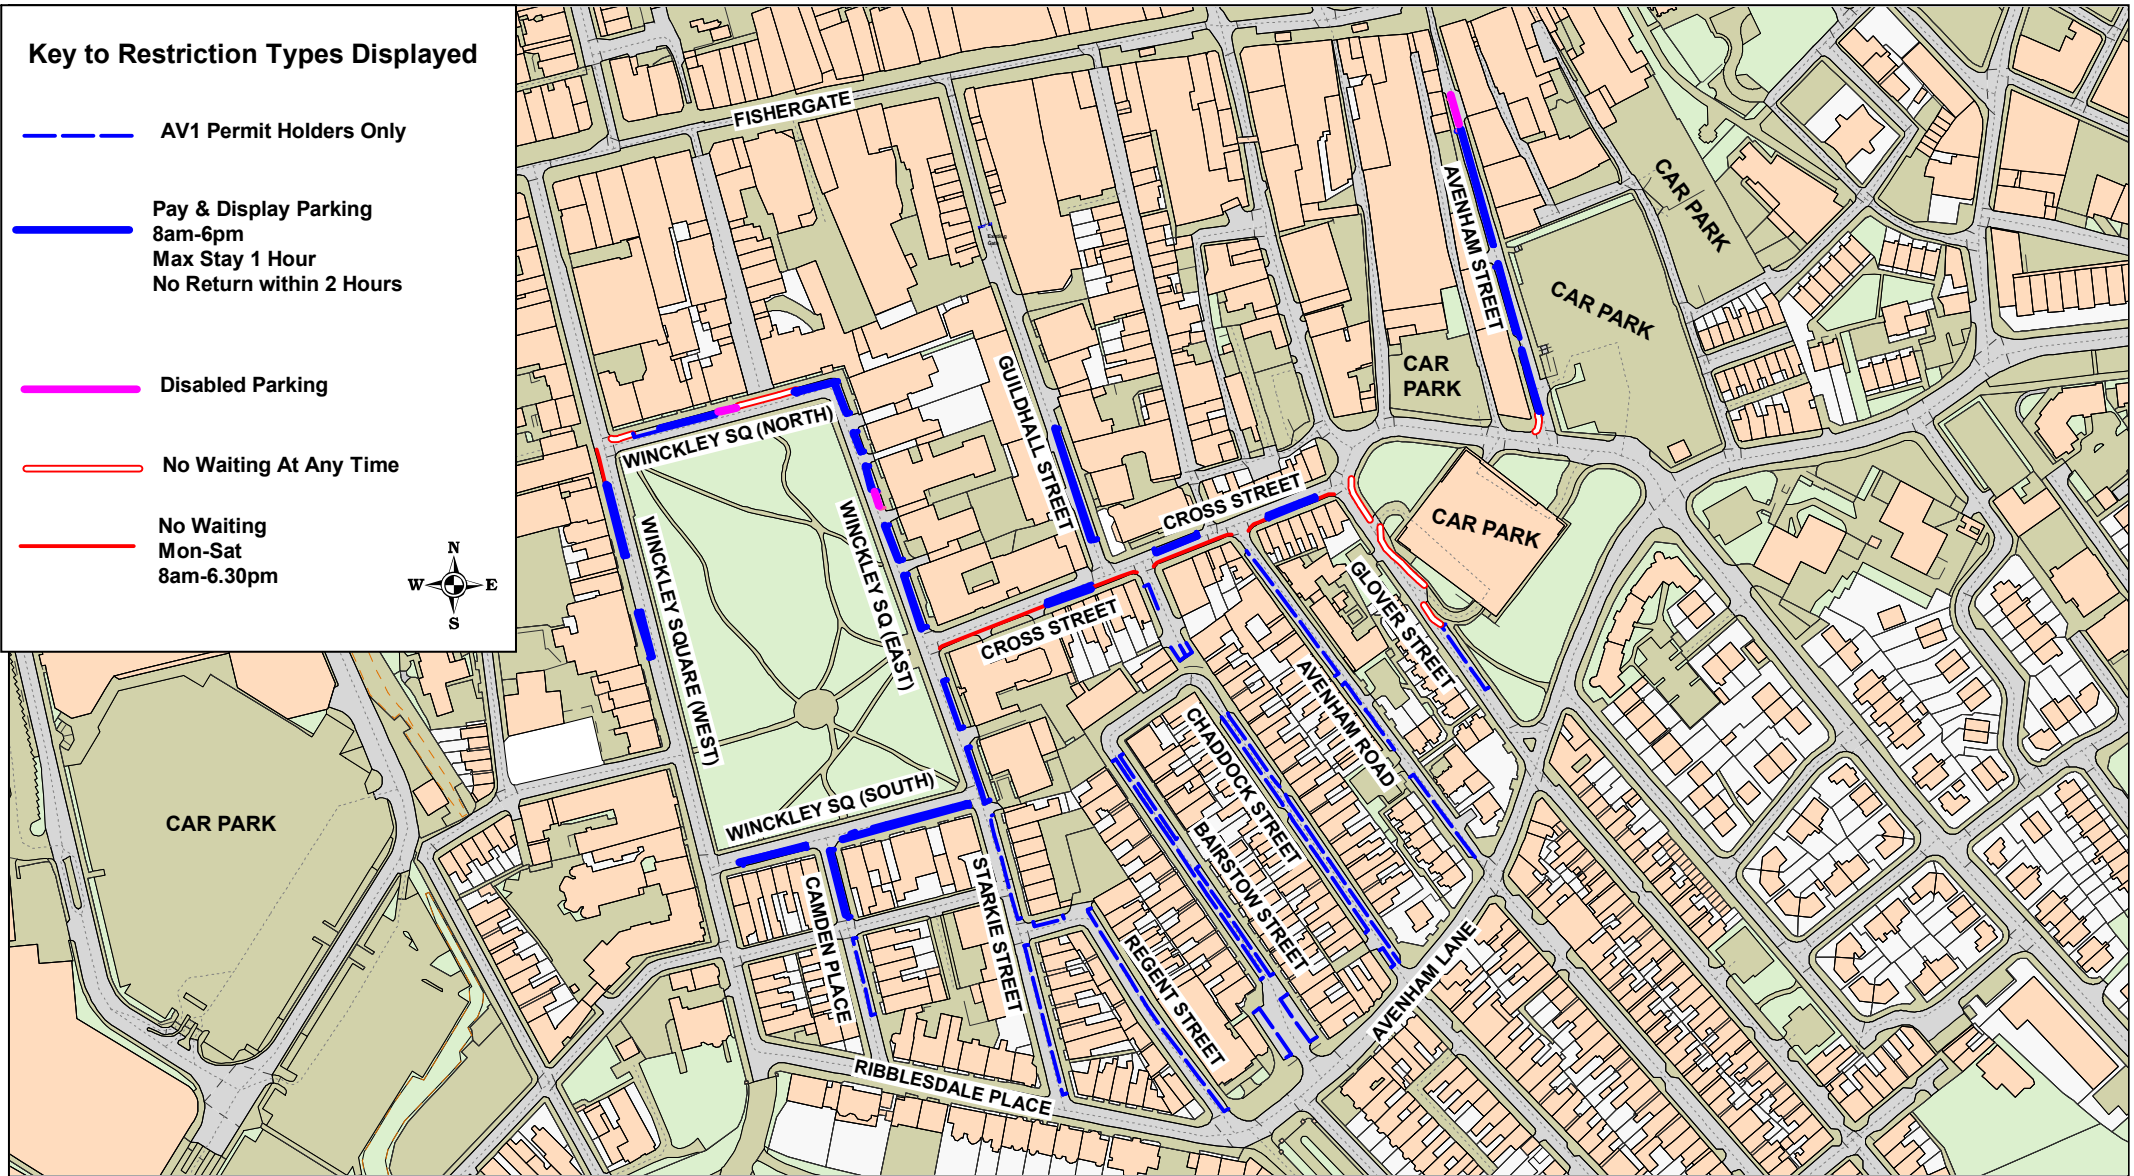 Key to Restriction Types Displayed
AV1 Permit Holders Only
Pay & Display Parking
8am-6pm
Max Stay 1 Hour
No Return within 2 Hours
Disabled Parking
No Waiting At Any Time
No Waiting
Mon-Sat
8am-6.30pm
N
W E
S
FISHERGATE
AVENHAM STREET
CAR PARK
CAR PARK
CAR
PARK
GUILDHALL STREET
WINCKLEY SQ (NORTH)
WINCKLEY SQUARE (WEST)
WINCKLEY SQ (EAST)
CROSS STREET
CROSS STREET
CAR PARK
GLOVER STREET
AVENHAM ROAD
CHADDOCK STREET
BAIRSTOW STREET
WINCKLEY SQ (SOUTH)
CAR PARK
CAMDEN PLACE
STARKIE STREET
REGENT STREET
AVENHAM LANE
RIBBLESDALE PLACE